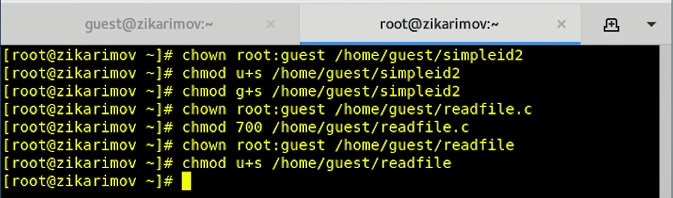 guest@zikarimov:~ × root@zikarimov:~ ×
[root@zikarimov ~]# chown root:guest /home/guest/simpleid2
[root@zikarimov ~]# chmod u+s /home/guest/simpleid2
[root@zikarimov ~]# chmod g+s /home/guest/simpleid2
[root@zikarimov ~]# chown root:guest /home/guest/readfile.c
[root@zikarimov ~]# chmod 700 /home/guest/readfile.c
[root@zikarimov ~]# chown root:guest /home/guest/readfile
[root@zikarimov ~]# chmod u+s /home/guest/readfile
[root@zikarimov ~]#